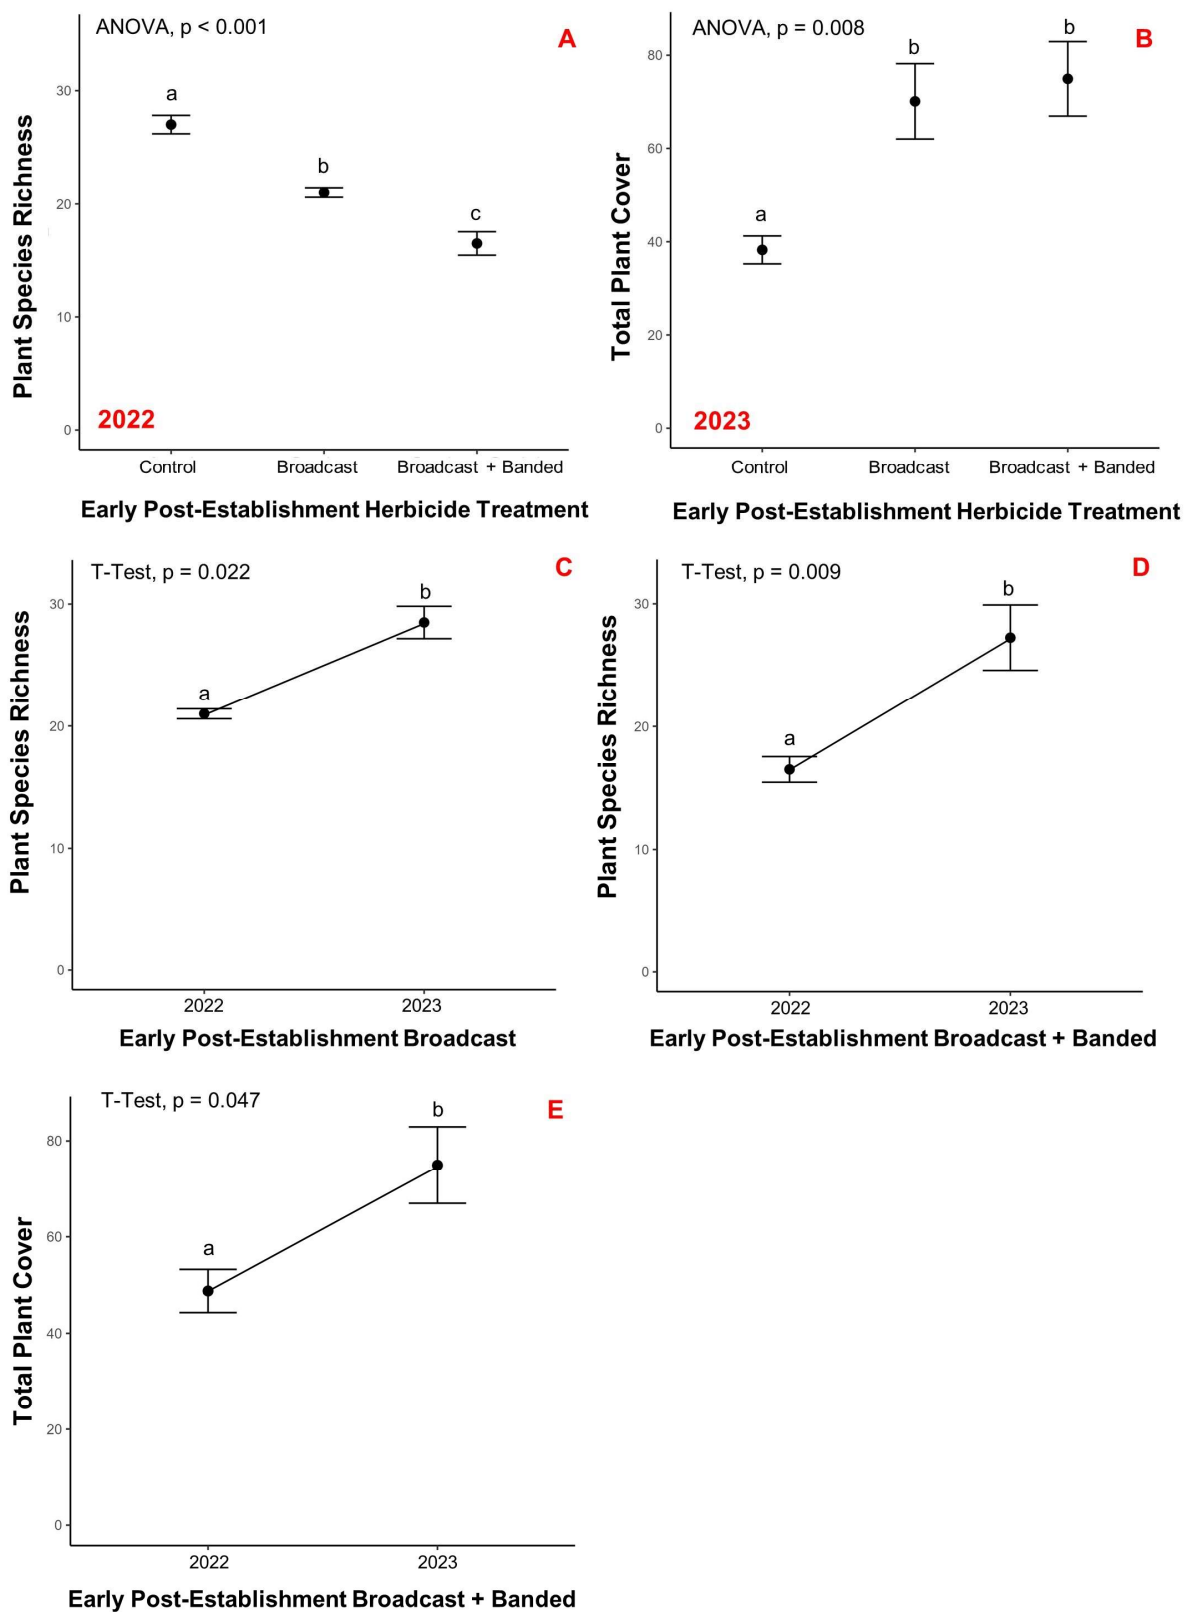 ANOVA, p < 0.001
A
a
b
c
30
20
10
0
Plant Species Richness
2022
Control
Broadcast
Broadcast + Banded
Early Post-Establishment Herbicide Treatment
ANOVA, p = 0.008
B
a
b
b
80
60
40
20
0
Total Plant Cover
2023
Control
Broadcast
Broadcast + Banded
Early Post-Establishment Herbicide Treatment
T-Test, p = 0.022
C
a
b
30
20
10
0
Plant Species Richness
2022
2023
Early Post-Establishment Broadcast
T-Test, p = 0.009
D
a
b
30
20
10
0
Plant Species Richness
2022
2023
Early Post-Establishment Broadcast + Banded
T-Test, p = 0.047
E
a
b
80
60
40
20
0
Total Plant Cover
2022
2023
Early Post-Establishment Broadcast + Banded